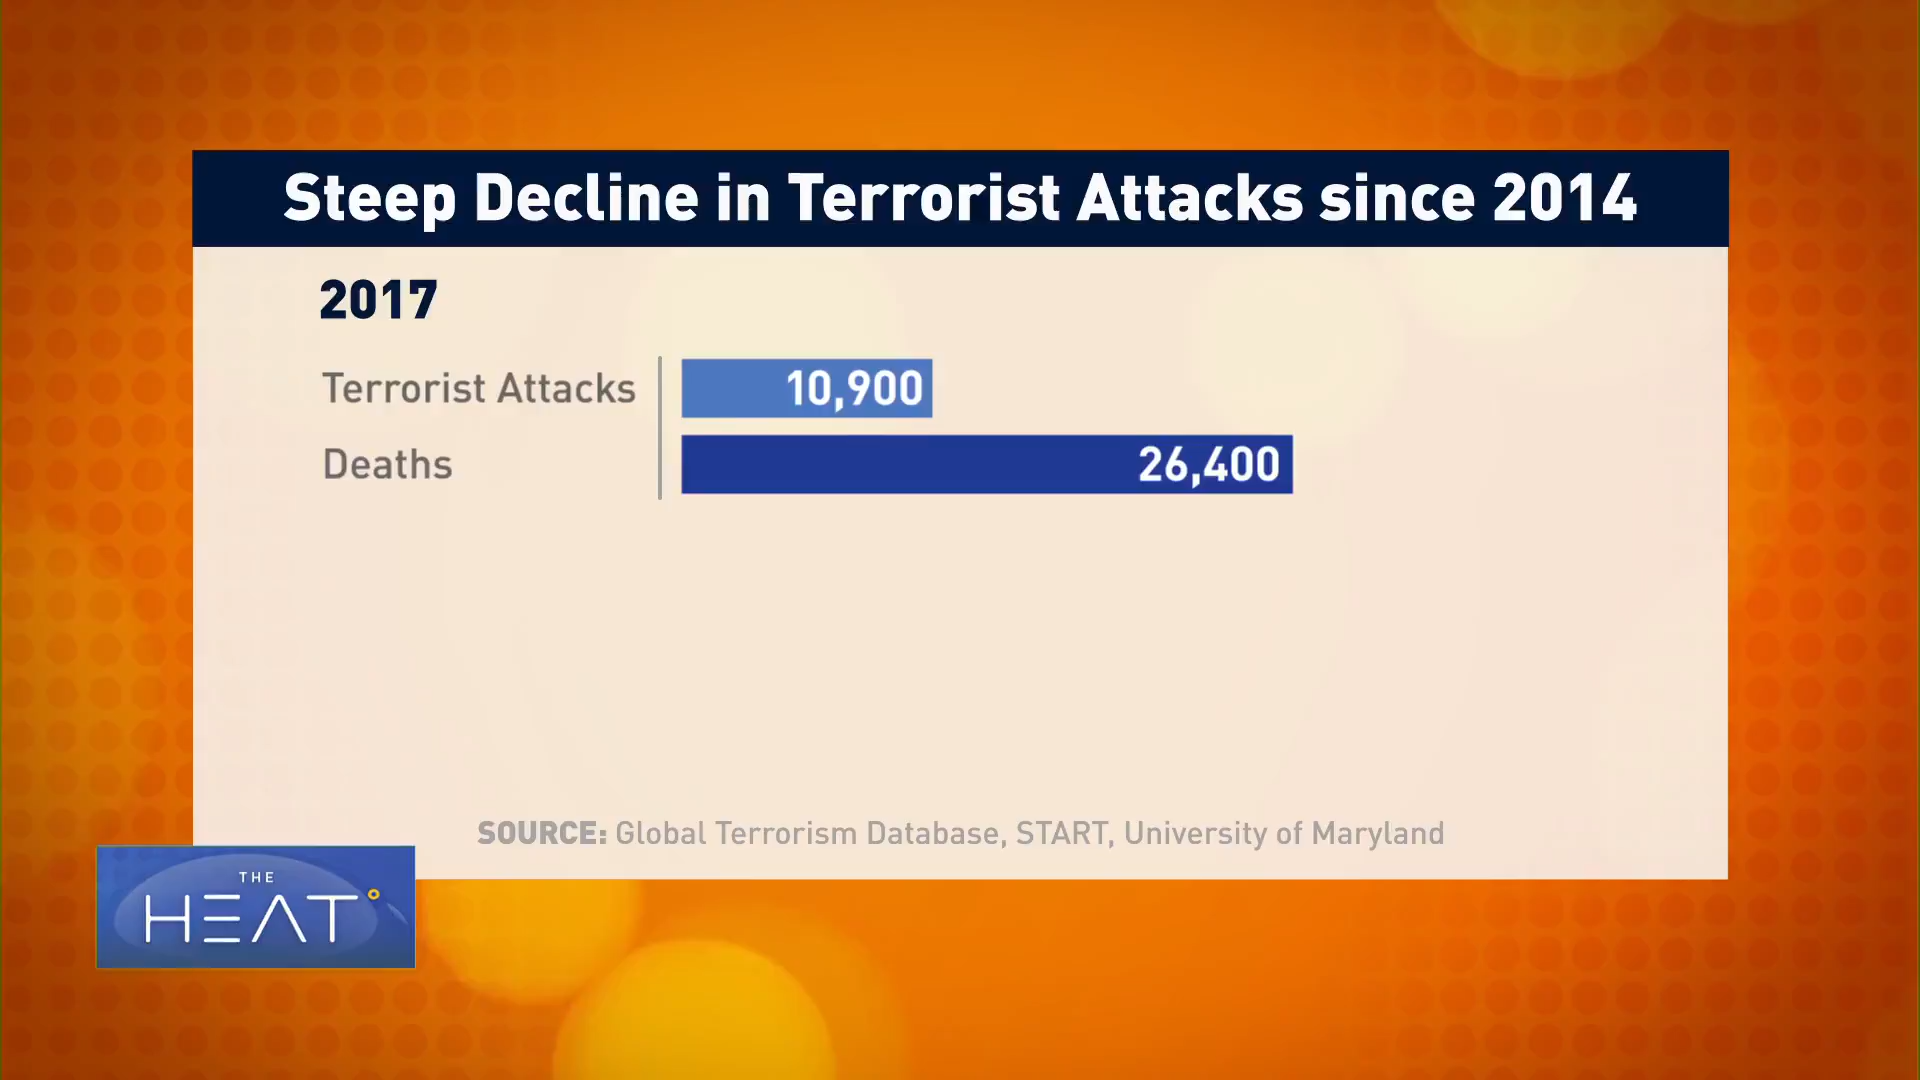 Steep Decline in Terrorist Attacks since 2014
2017
Terrorist Attacks 10,900
Deaths 26,400
SOURCE: Global Terrorism Database, START, University of Maryland
THE
HEAT